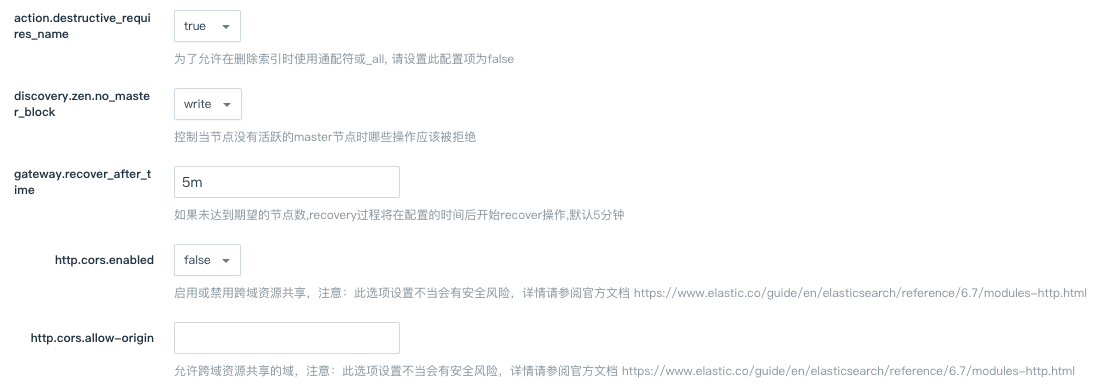 action.destructive_requi
res_name
true
为了允许在删除索引时使用通配符或_all, 请设置此配置项为false
discovery.zen.no_maste
r_block
write
控制当节点没有活跃的master节点时哪些操作应该被拒绝
gateway.recover_after_t
ime
5m
如果未达到期望的节点数,recovery过程将在配置的时间后开始recover操作,默认5分钟
http.cors.enabled
false
启用或禁用跨域资源共享，注意：此选项设置不当会有安全风险，详情请参阅官方文档 https://www.elastic.co/guide/en/elasticsearch/reference/6.7/modules-http.html
http.cors.allow-origin
允许跨域资源共享的域，注意：此选项设置不当会有安全风险，详情请参阅官方文档 https://www.elastic.co/guide/en/elasticsearch/reference/6.7/modules-http.html